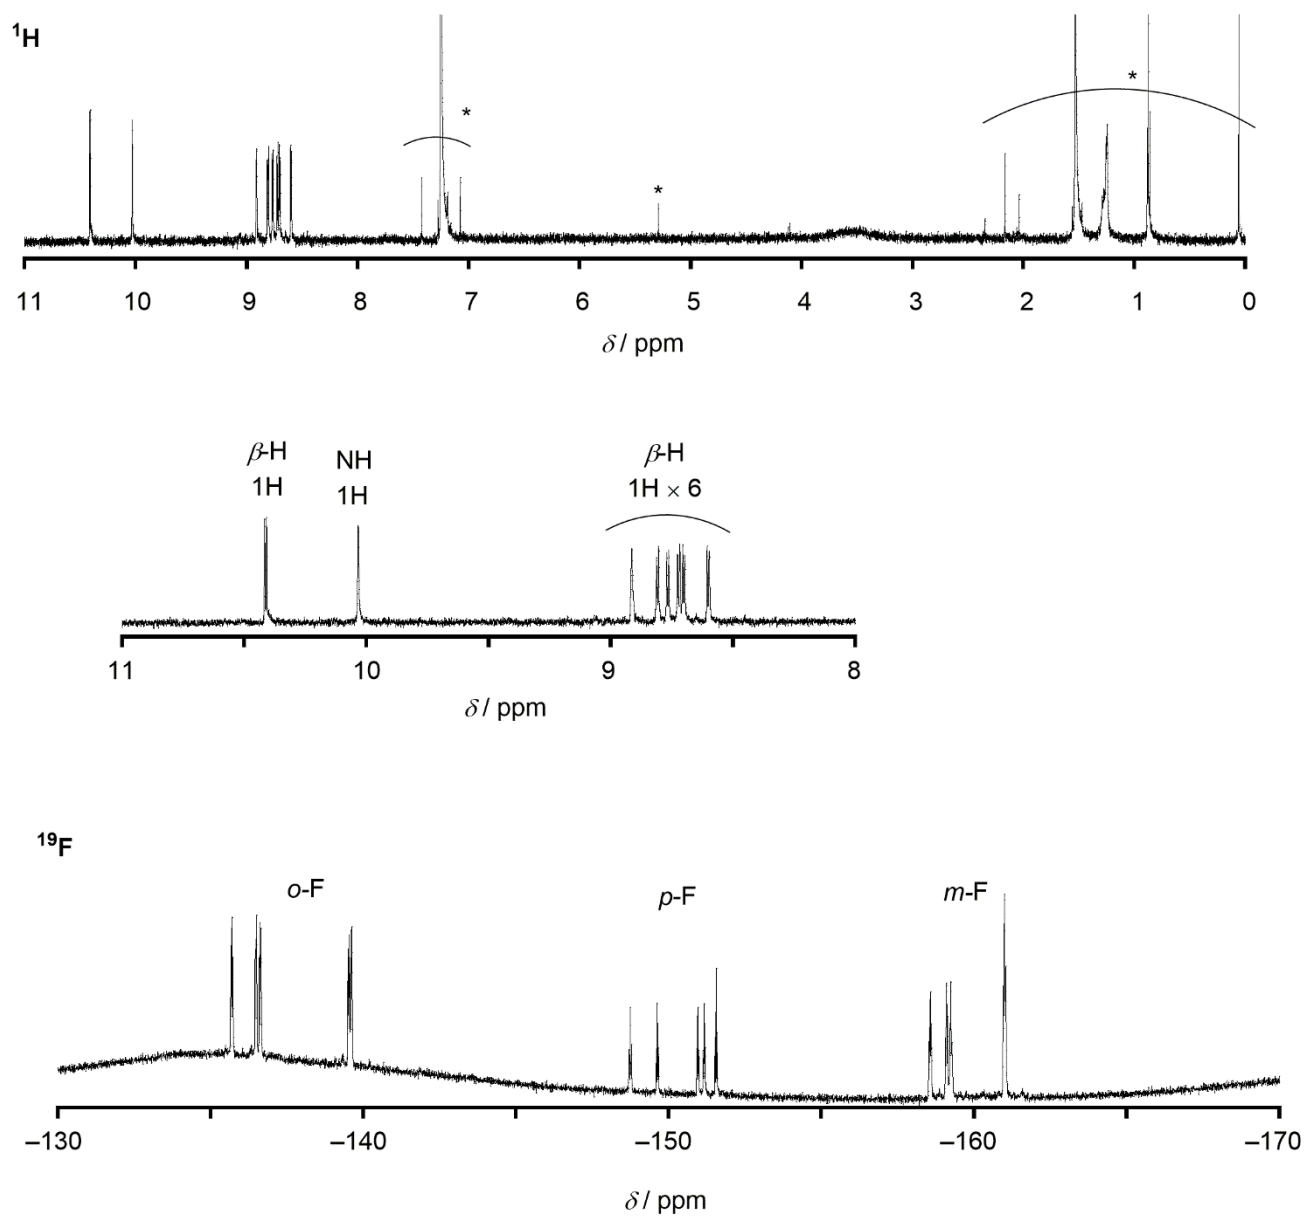 ¹H
*
*
*
11 10 9 8 7 6 5 4 3 2 1 0
δ / ppm
β-H NH β-H
1H 1H 1H × 6
11 10 9 8
δ / ppm
¹⁹F
o-F p-F m-F
–130 –140 –150 –160 –170
δ / ppm